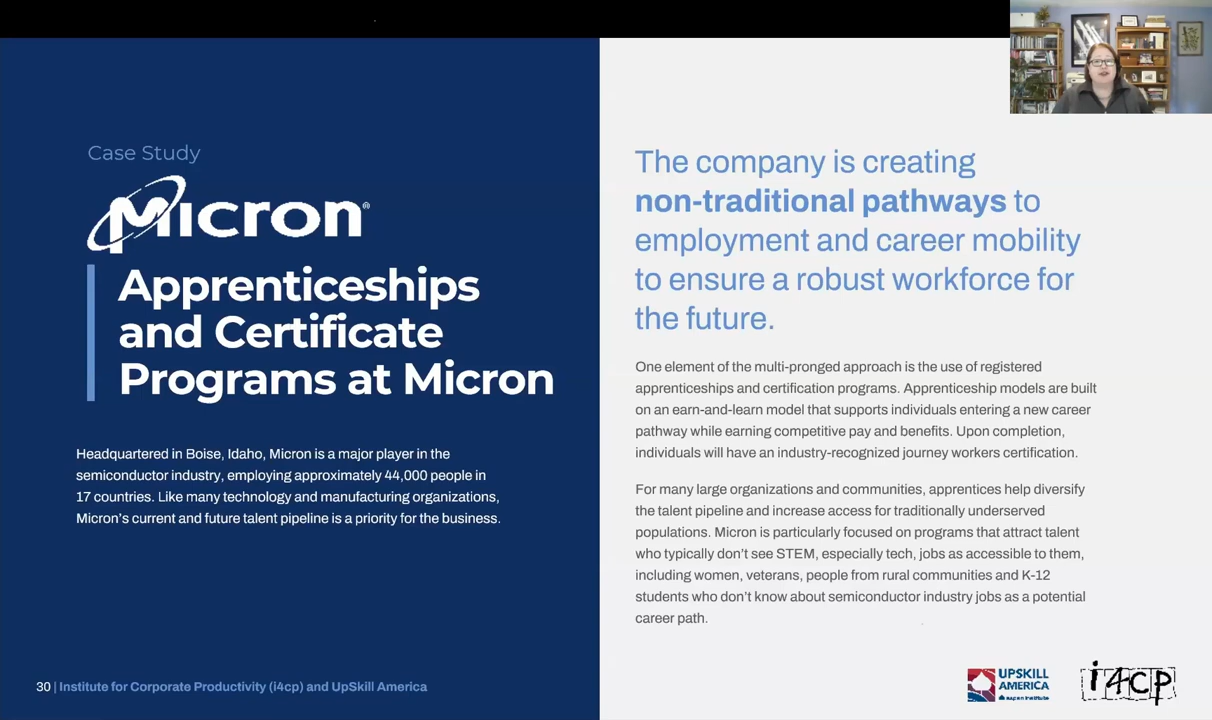 Case Study
Micron®
Apprenticeships
and Certificate
Programs at Micron
Headquartered in Boise, Idaho, Micron is a major player in the
semiconductor industry, employing approximately 44,000 people in
17 countries. Like many technology and manufacturing organizations,
Micron's current and future talent pipeline is a priority for the business.
The company is creating
non-traditional pathways to
employment and career mobility
to ensure a robust workforce for
the future.
One element of the multi-pronged approach is the use of registered
apprenticeships and certification programs. Apprenticeship models are built
on an earn-and-learn model that supports individuals entering a new career
pathway while earning competitive pay and benefits. Upon completion,
individuals will have an industry-recognized journey workers certification.
For many large organizations and communities, apprentices help diversify
the talent pipeline and increase access for traditionally underserved
populations. Micron is particularly focused on programs that attract talent
who typically don't see STEM, especially tech, jobs as accessible to them,
including women, veterans, people from rural communities and K-12
students who don't know about semiconductor industry jobs as a potential
career path.
30 | Institute for Corporate Productivity (i4cp) and UpSkill America
UPSKILL
AMERICA
aspen institute
i4cp